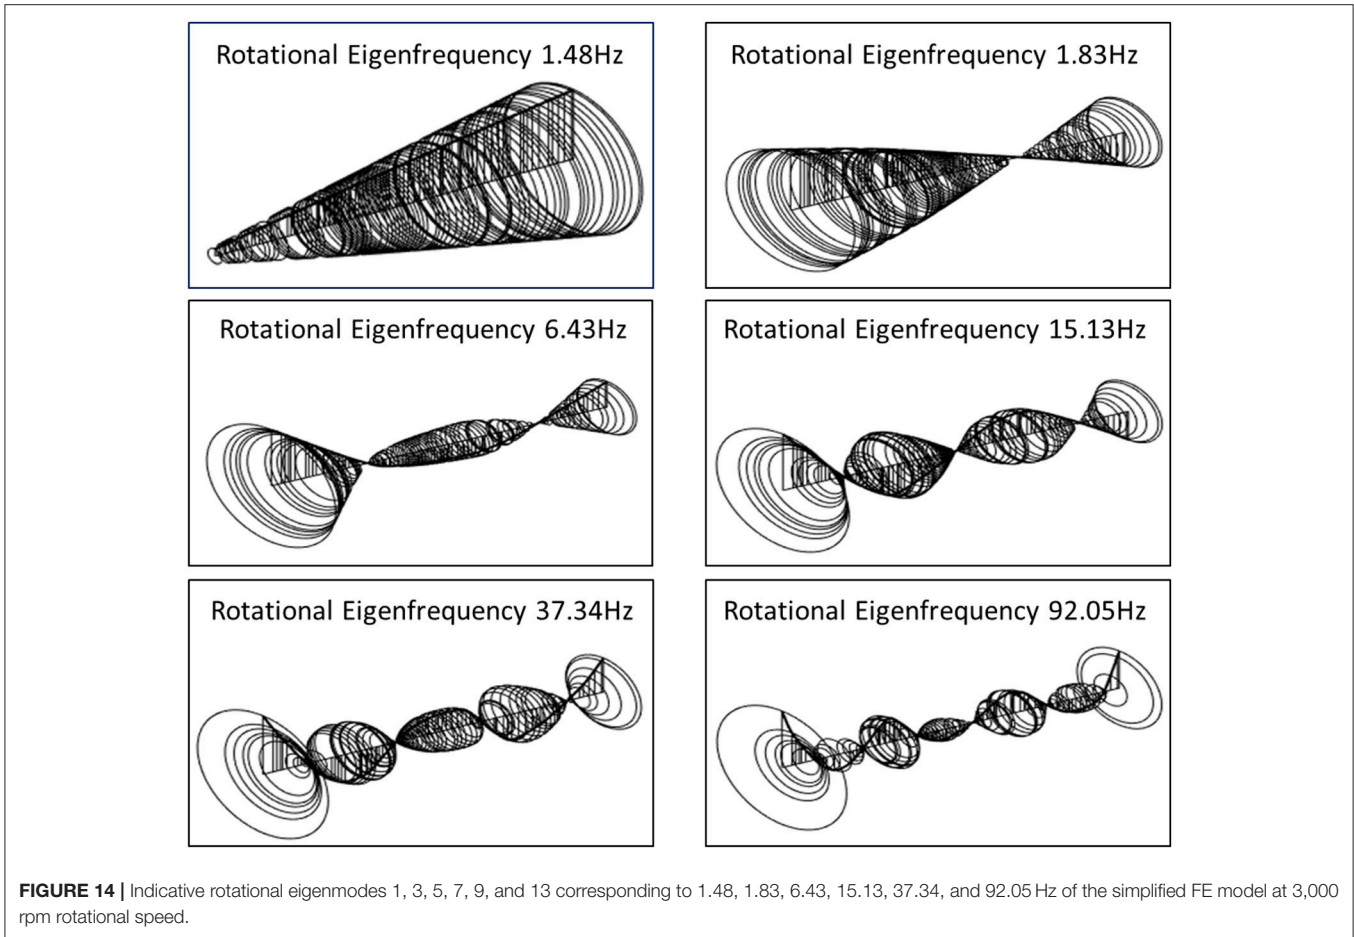 Rotational Eigenfrequency 1.48Hz
Rotational Eigenfrequency 1.83Hz
Rotational Eigenfrequency 6.43Hz
Rotational Eigenfrequency 15.13Hz
Rotational Eigenfrequency 37.34Hz
Rotational Eigenfrequency 92.05Hz
FIGURE 14 | Indicative rotational eigenmodes 1, 3, 5, 7, 9, and 13 corresponding to 1.48, 1.83, 6.43, 15.13, 37.34, and 92.05 Hz of the simplified FE model at 3,000
rpm rotational speed.